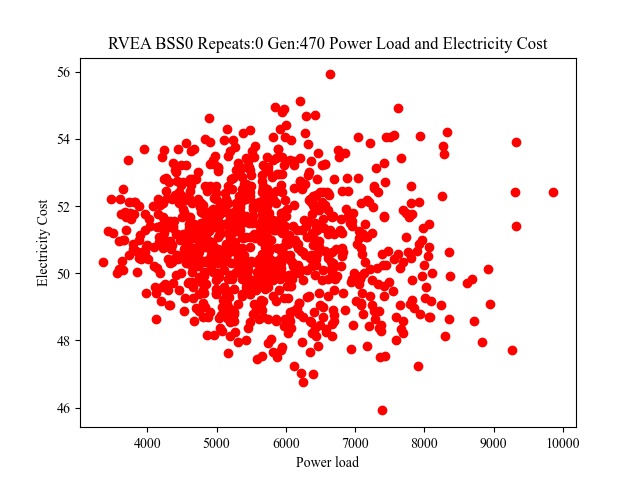 RVEA BSS0 Repeats:0 Gen:470 Power Load and Electricity Cost
56
54
52
50
48
46
Electricity Cost
4000 5000 6000 7000 8000 9000 10000
Power load